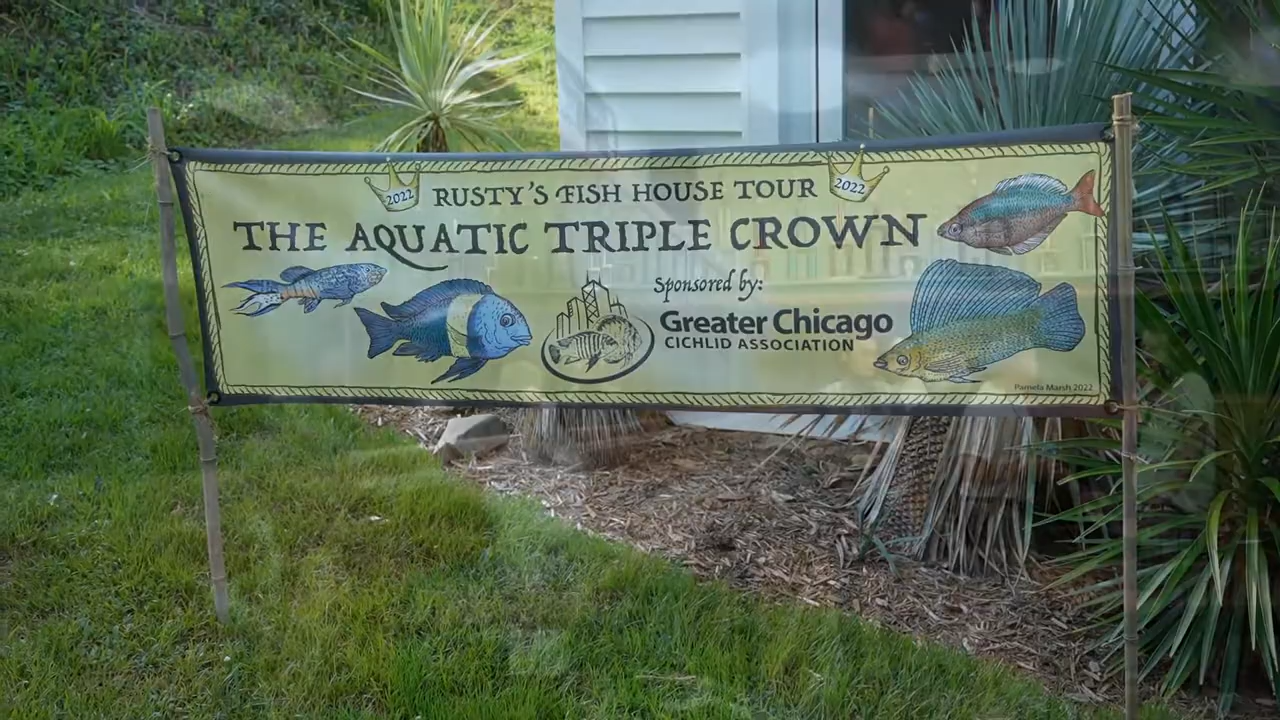 2022 RUSTY'S FISH HOUSE TOUR 2022
THE AQUATIC TRIPLE CROWN
Sponsored by:
Greater Chicago
CICHLID ASSOCIATION
Pamela Marsh 2022